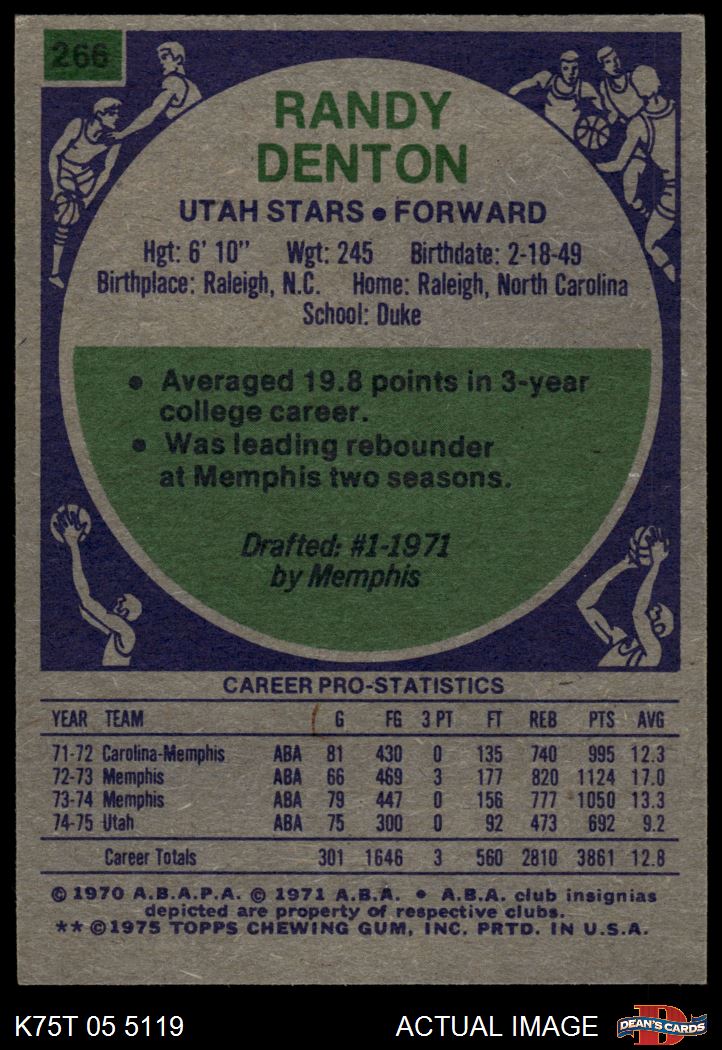 266
RANDY
DENTON
UTAH STARS • FORWARD
Hgt: 6' 10" Wgt: 245 Birthdate: 2-18-49
Birthplace: Raleigh, N.C. Home: Raleigh, North Carolina
School: Duke
• Averaged 19.8 points in 3-year
college career.
• Was leading rebounder
at Memphis two seasons.
Drafted: #1-1971
by Memphis
CAREER PRO-STATISTICS
YEAR TEAM G FG 3 PT FT REB PTS AVG
71-72 Carolina-Memphis ABA 81 430 0 135 740 995 12.3
72-73 Memphis ABA 66 469 3 177 820 1124 17.0
73-74 Memphis ABA 79 447 0 156 777 1050 13.3
74-75 Utah ABA 75 300 0 92 473 692 9.2
Career Totals 301 1646 3 560 2810 3861 12.8
© 1970 A.B.A.P.A. © 1971 A.B.A. • A.B.A. club insignias
depicted are property of respective clubs.
** ©1975 TOPPS CHEWING GUM, INC. PRTD. IN U.S.A.
K75T 05 5119 ACTUAL IMAGE D DEAN'S CARDS